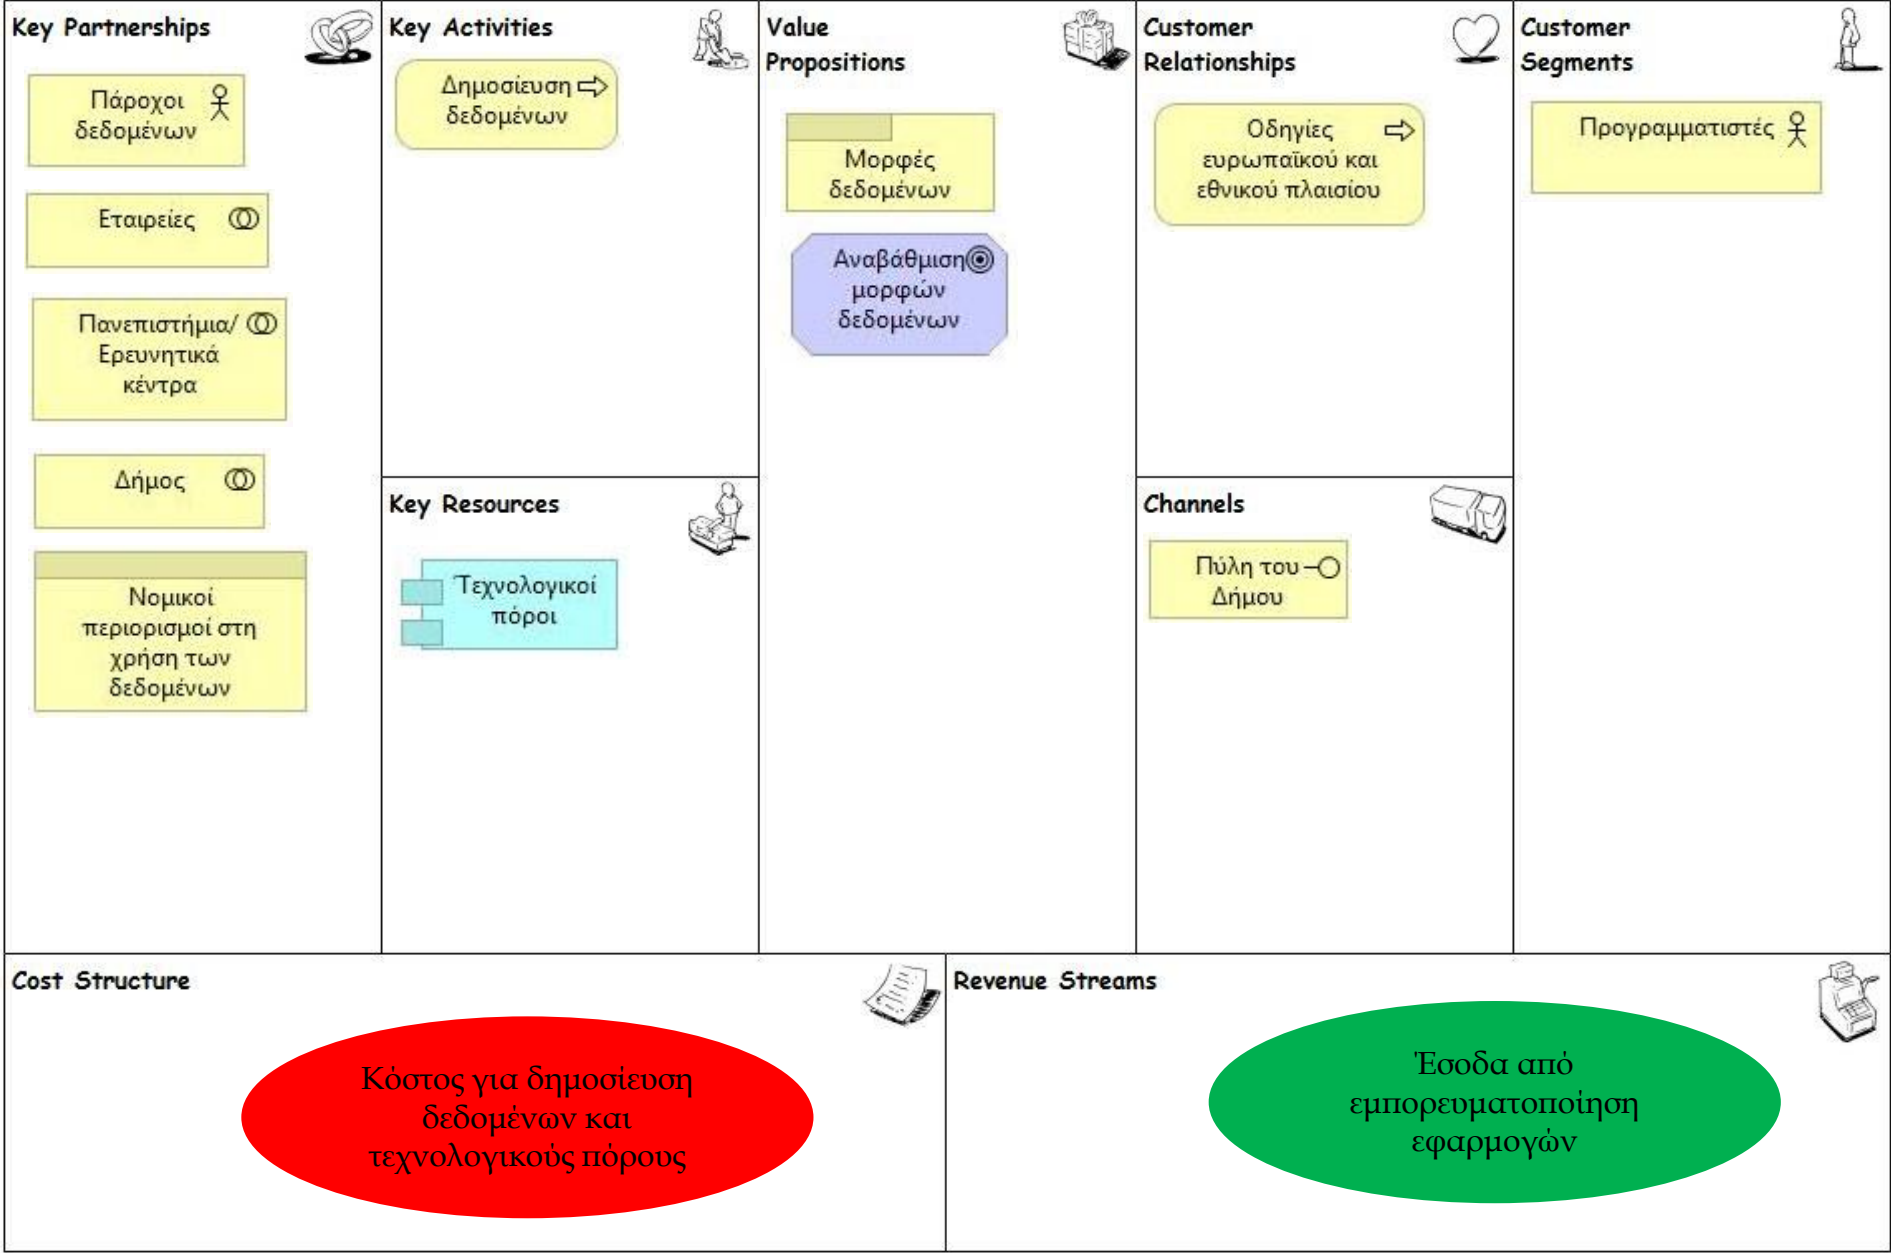 Key Partnerships
Πάροχοι
δεδομένων
Εταιρείες
Πανεπιστήμια/
Ερευνητικά
κέντρα
Δήμος
Νομικοί
περιορισμοί στη
χρήση των
δεδομένων
Key Activities
Δημοσίευση
δεδομένων
Key Resources
Τεχνολογικοί
πόροι
Value
Propositions
Μορφές
δεδομένων
Αναβάθμιση
μορφών
δεδομένων
Customer
Relationships
Οδηγίες
ευρωπαϊκού και
εθνικού πλαισίου
Channels
Πύλη του
Δήμου
Customer
Segments
Προγραμματιστές
Cost Structure
Κόστος για δημοσίευση
δεδομένων και
τεχνολογικούς πόρους
Revenue Streams
Έσοδα από
εμπορευματοποίηση
εφαρμογών